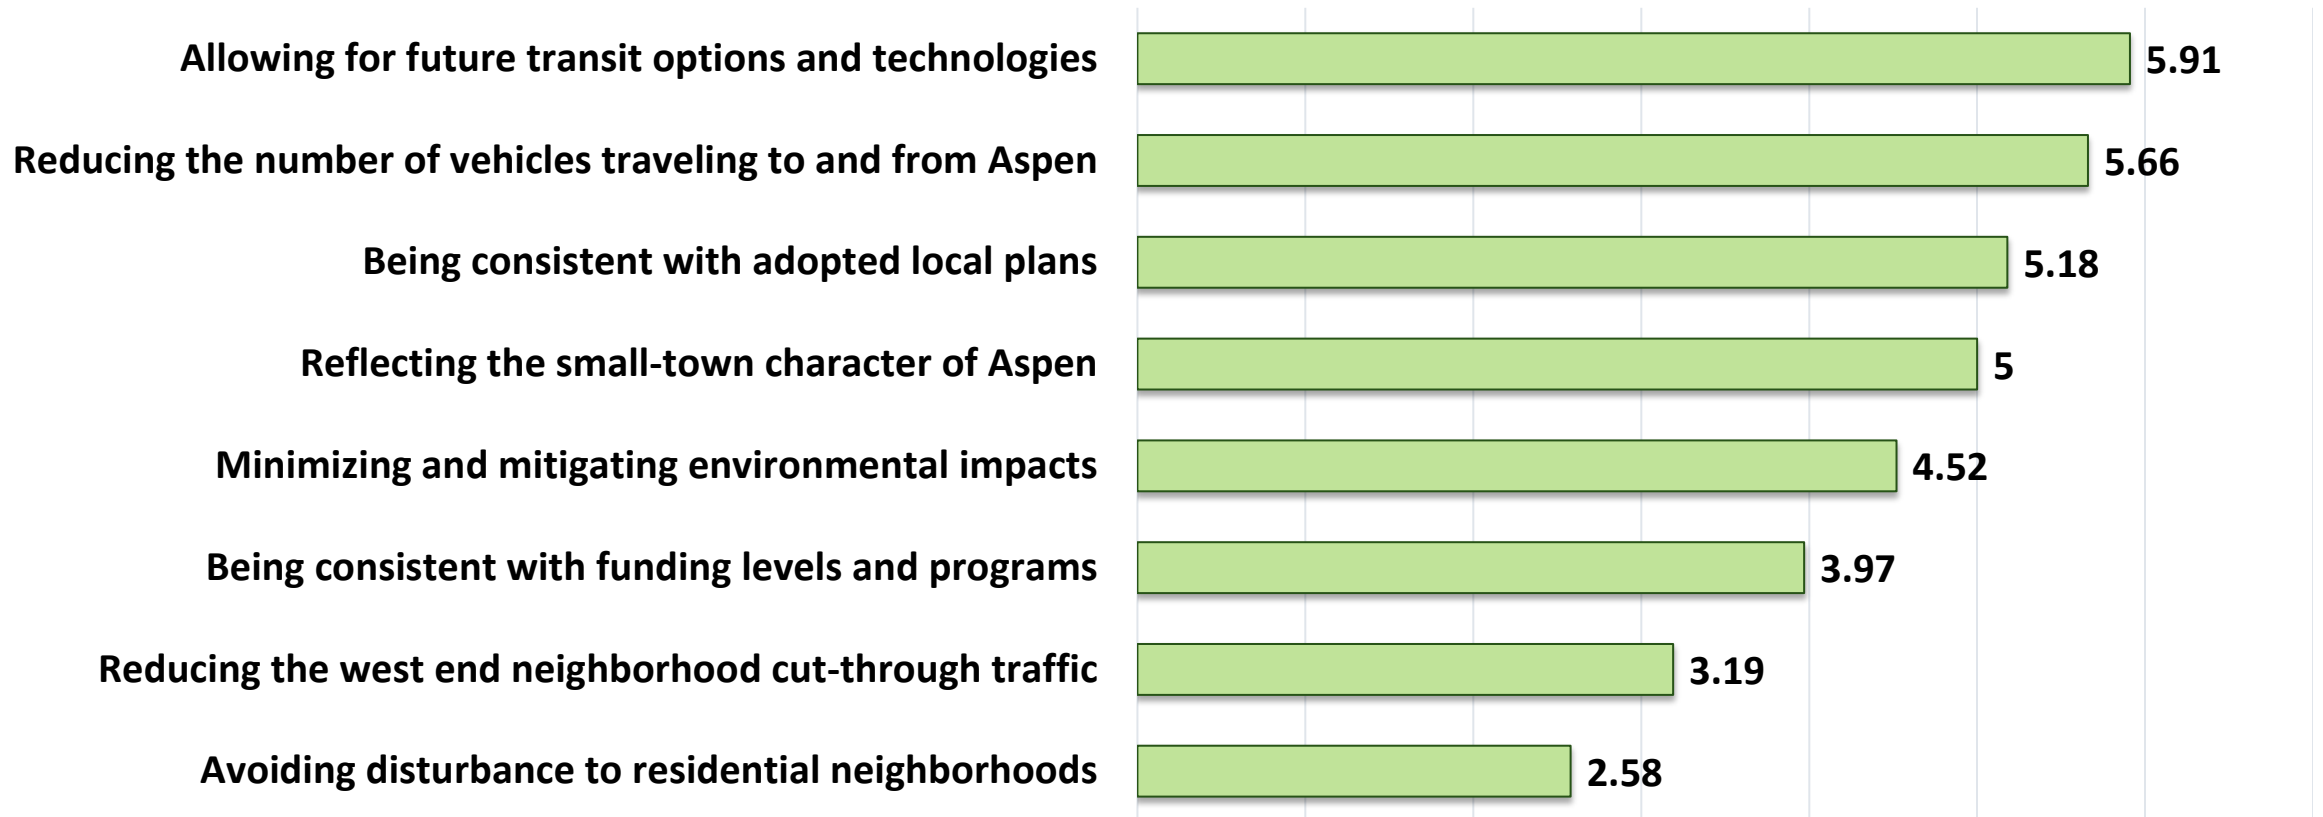 Allowing for future transit options and technologies 5.91
Reducing the number of vehicles traveling to and from Aspen 5.66
Being consistent with adopted local plans 5.18
Reflecting the small-town character of Aspen 5
Minimizing and mitigating environmental impacts 4.52
Being consistent with funding levels and programs 3.97
Reducing the west end neighborhood cut-through traffic 3.19
Avoiding disturbance to residential neighborhoods 2.58